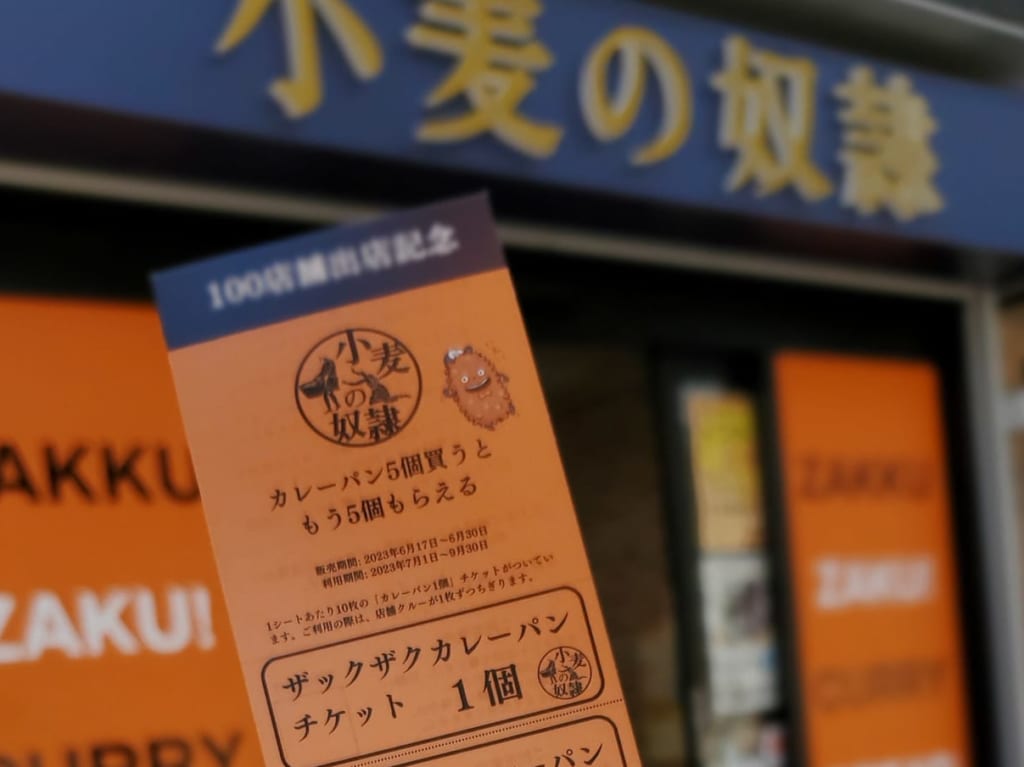 小麦の奴隷
100店舗出店記念
小麦
の
奴隷
カレーパン5個買うと
もう5個もらえる
販売期間: 2023年6月17日～6月30日
利用期間: 2023年7月1日～9月30日
1シートあたり10枚の「カレーパン1個」チケットがついてい
ます。ご利用の際は、店舗クルーが1枚ずつちぎります。
ザックザクカレーパン
チケット 1個
小麦
の
奴隷
ーパン
AKKU
ZAKU!
CURRY
ZAKKU
ZAKU!
CURRY